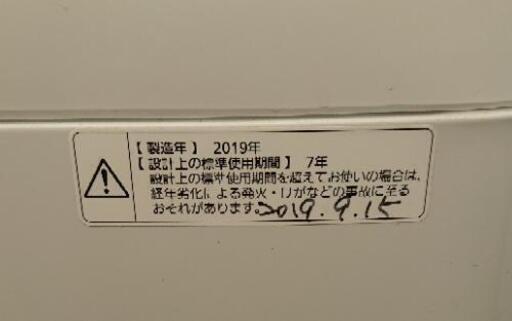 【製造年】 2019年
【設計上の標準使用期間】 7年
設計上の標準使用期間を超えてお使いの場合は、
経年劣化による発火・けがなどの事故に至る
おそれがあります。 2019.9.15